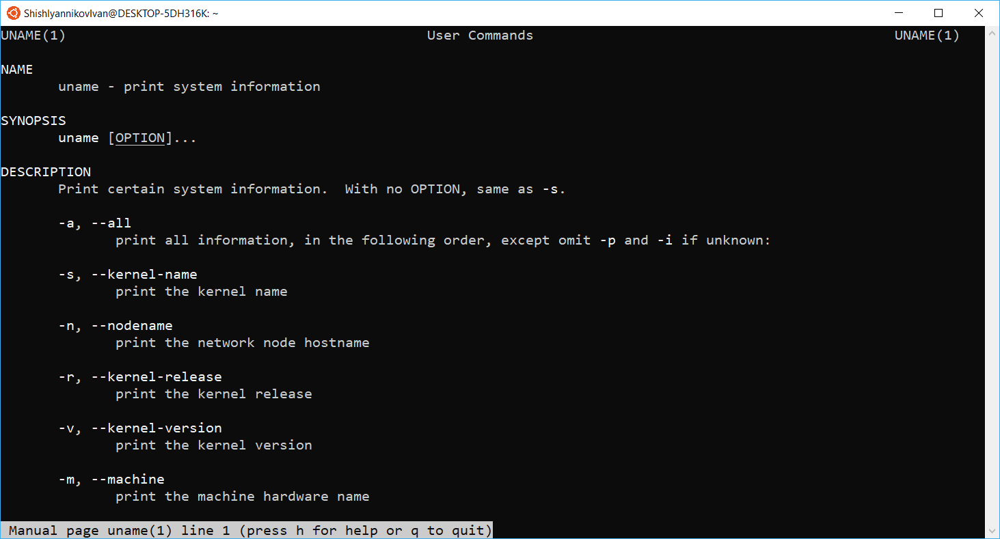 ShishlyannikovIvan@DESKTOP-5DH316K: ~
UNAME(1) User Commands UNAME(1)
NAME
uname - print system information
SYNOPSIS
uname [OPTION]...
DESCRIPTION
Print certain system information.  With no OPTION, same as -s.
-a, --all
print all information, in the following order, except omit -p and -i if unknown:
-s, --kernel-name
print the kernel name
-n, --nodename
print the network node hostname
-r, --kernel-release
print the kernel release
-v, --kernel-version
print the kernel version
-m, --machine
print the machine hardware name
Manual page uname(1) line 1 (press h for help or q to quit)